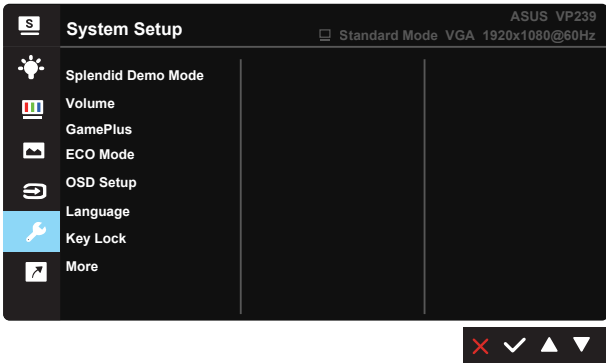 S
System Setup
ASUS VP239
Standard Mode VGA 1920x1080@60Hz
Splendid Demo Mode
Volume
GamePlus
ECO Mode
OSD Setup
Language
Key Lock
More